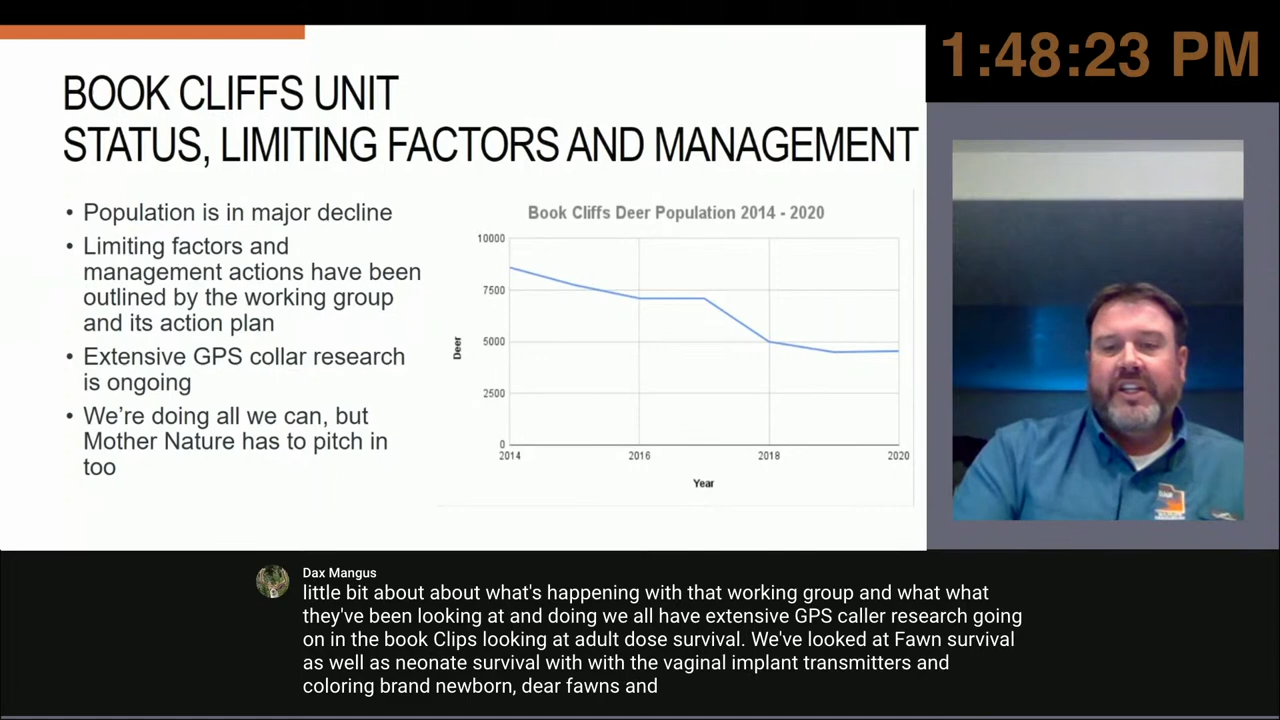 1:48:23 PM
BOOK CLIFFS UNIT
STATUS, LIMITING FACTORS AND MANAGEMENT
• Population is in major decline
• Limiting factors and
management actions have been
outlined by the working group
and its action plan
• Extensive GPS collar research
is ongoing
• We're doing all we can, but
Mother Nature has to pitch in
too
Book Cliffs Deer Population 2014 - 2020
10000
7500
5000
2500
0
Deer
2014 2016 2018 2020
Year
Dax Mangus
little bit about about what's happening with that working group and what what
they've been looking at and doing we all have extensive GPS caller research going
on in the book Clips looking at adult dose survival. We've looked at Fawn survival
as well as neonate survival with with the vaginal implant transmitters and
coloring brand newborn, dear fawns and